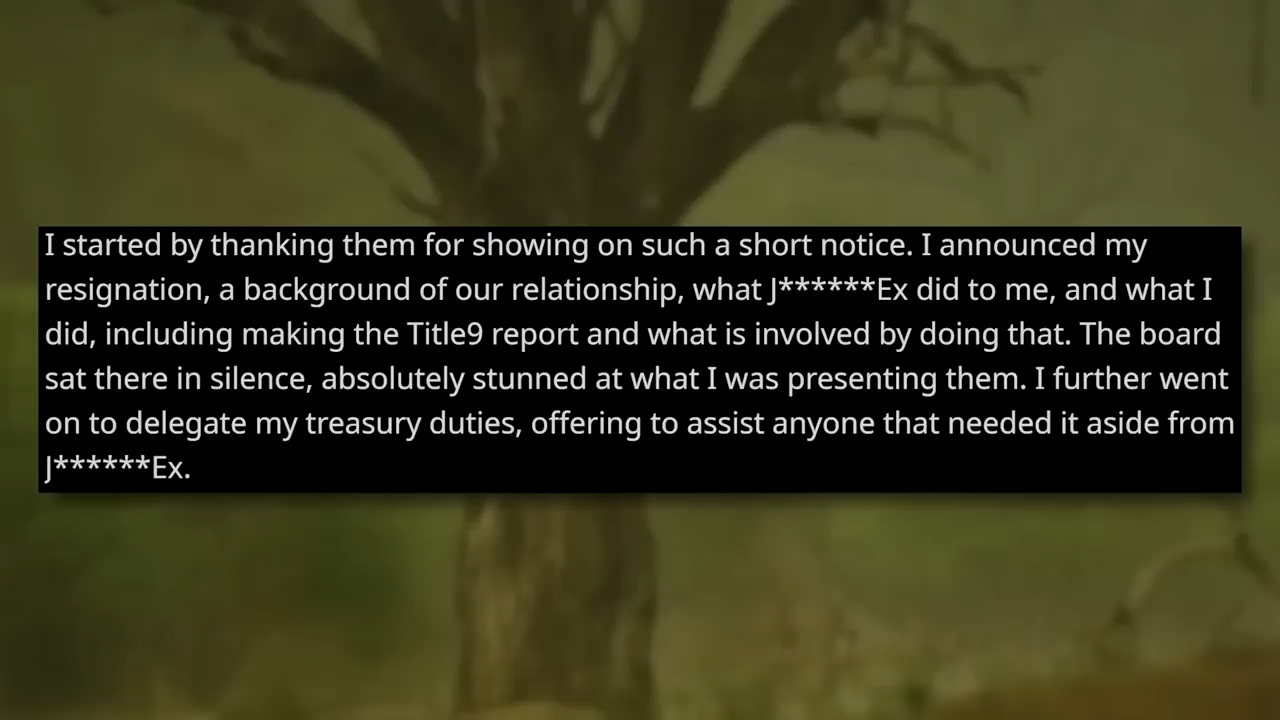 I started by thanking them for showing on such a short notice. I announced my
resignation, a background of our relationship, what J******Ex did to me, and what I
did, including making the Title9 report and what is involved by doing that. The board
sat there in silence, absolutely stunned at what I was presenting them. I further went
on to delegate my treasury duties, offering to assist anyone that needed it aside from
J******Ex.